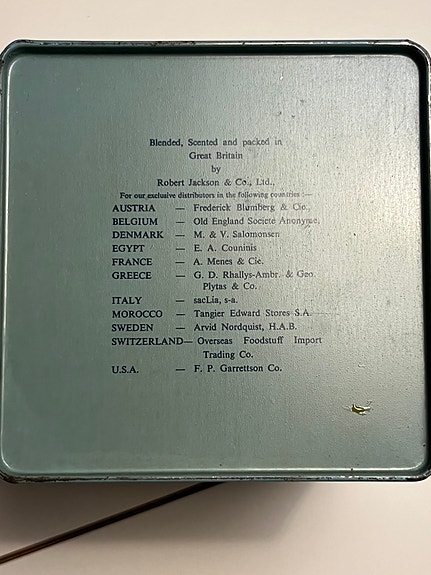 Blended, Scented and packed in
Great Britain
by
Robert Jackson & Co., Ltd.,
For our exclusive distributors in the following countries :—
AUSTRIA — Frederick Blumberg & Cie.
BELGIUM — Old England Societé Anonyme,
DENMARK — M. & V. Salomonsen
EGYPT — E. A. Couninis
FRANCE — A. Menes & Cie.
GREECE — G. D. Rhallys-Ambr. & Geo.
Plytas & Co.
ITALY — sacLia, s-a.
MOROCCO — Tangier Edward Stores S.A.
SWEDEN — Arvid Nordquist, H.A.B.
SWITZERLAND— Overseas Foodstuff Import
Trading Co.
U.S.A. — F. P. Garrettson Co.